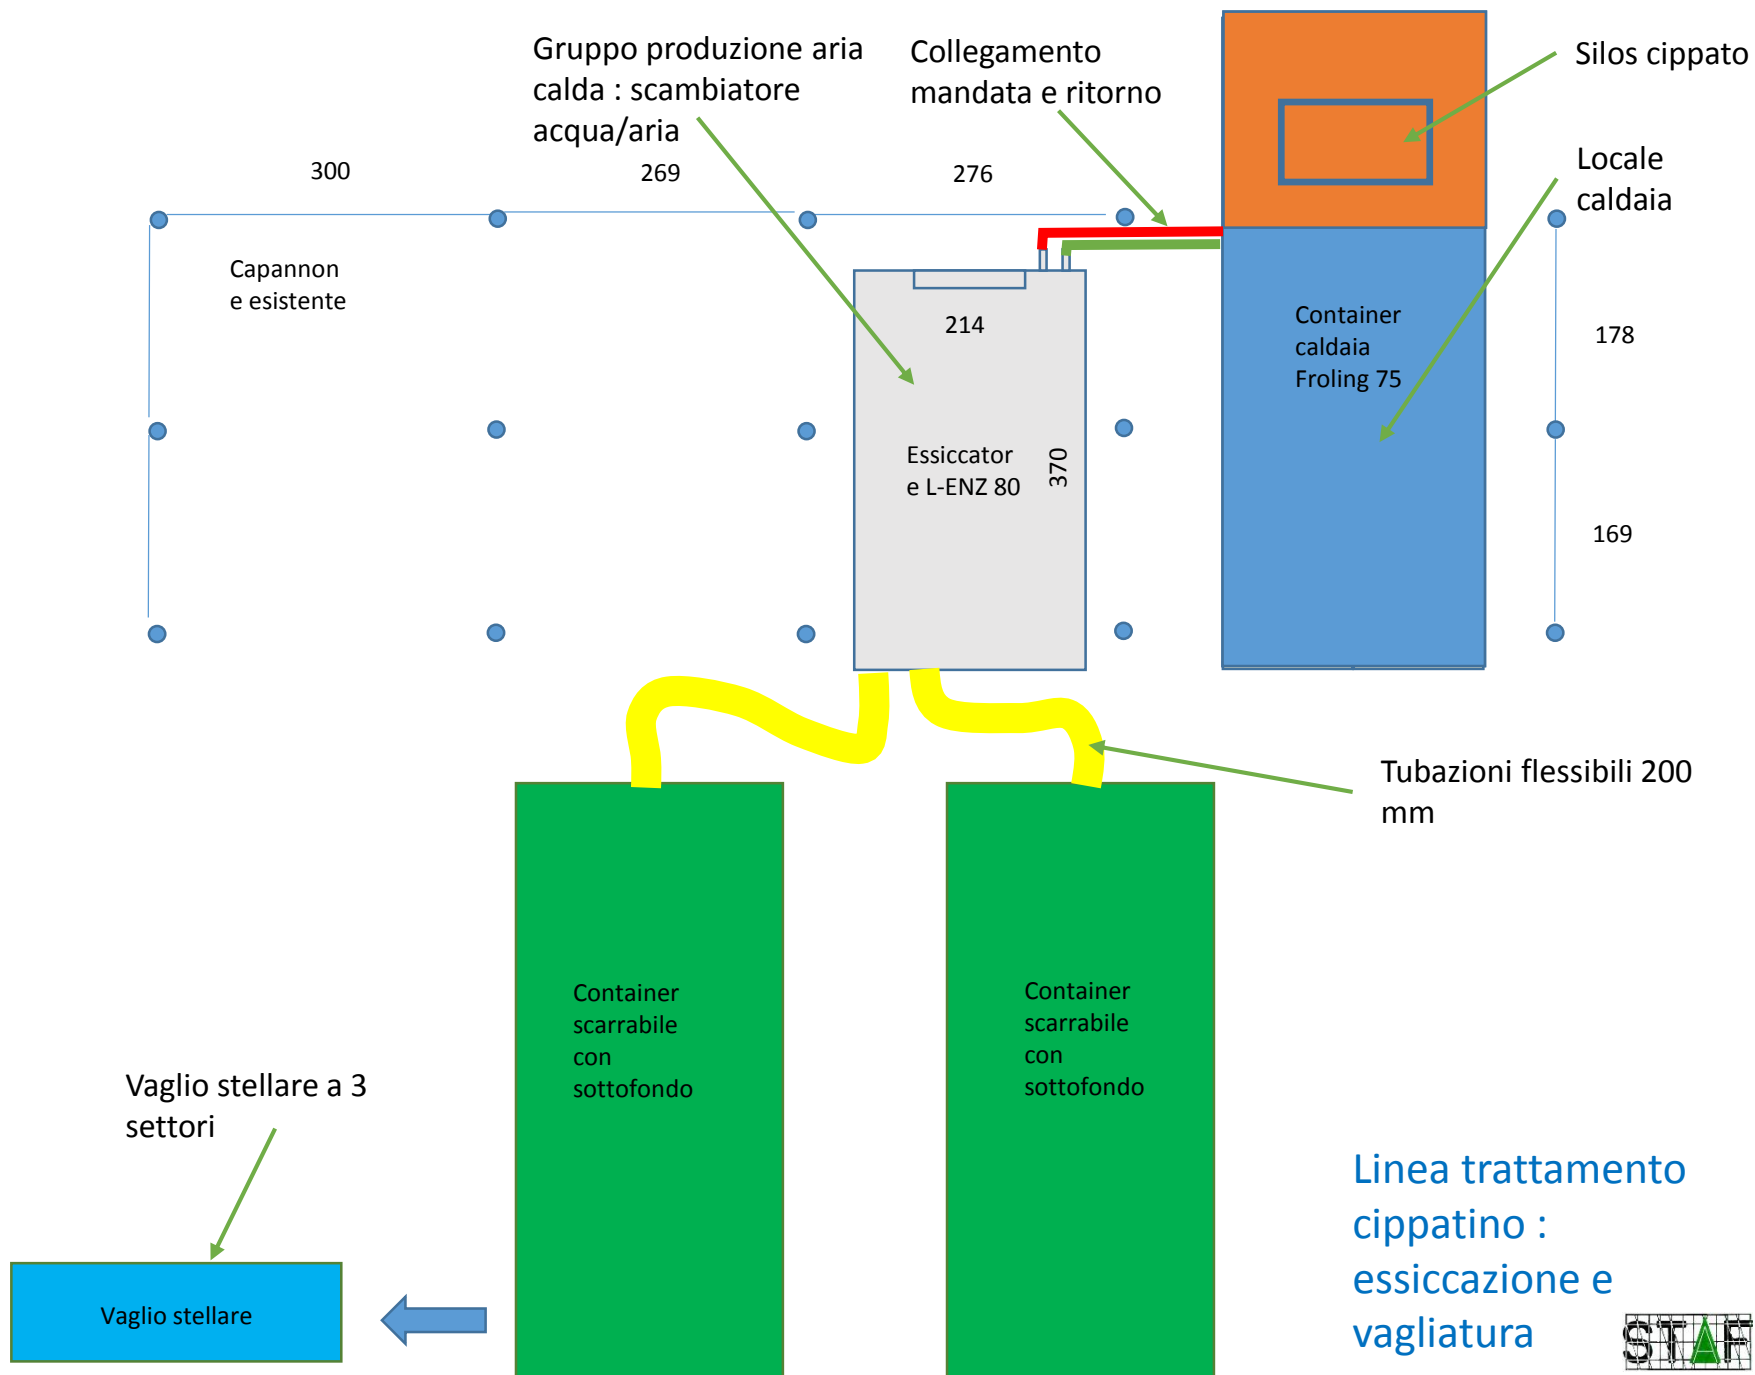 Gruppo produzione aria
calda : scambiatore
acqua/aria
Collegamento
mandata e ritorno
Silos cippato
Locale
caldaia
300
269
276
Capannon
e esistente
214
Container
caldaia
Froling 75
178
Essiccator
e L-ENZ 80
370
169
Tubazioni flessibili 200
mm
Container
scarrabile
con
sottofondo
Container
scarrabile
con
sottofondo
Vaglio stellare a 3
settori
Vaglio stellare
Linea trattamento
cippatino :
essiccazione e
vagliatura
STAF